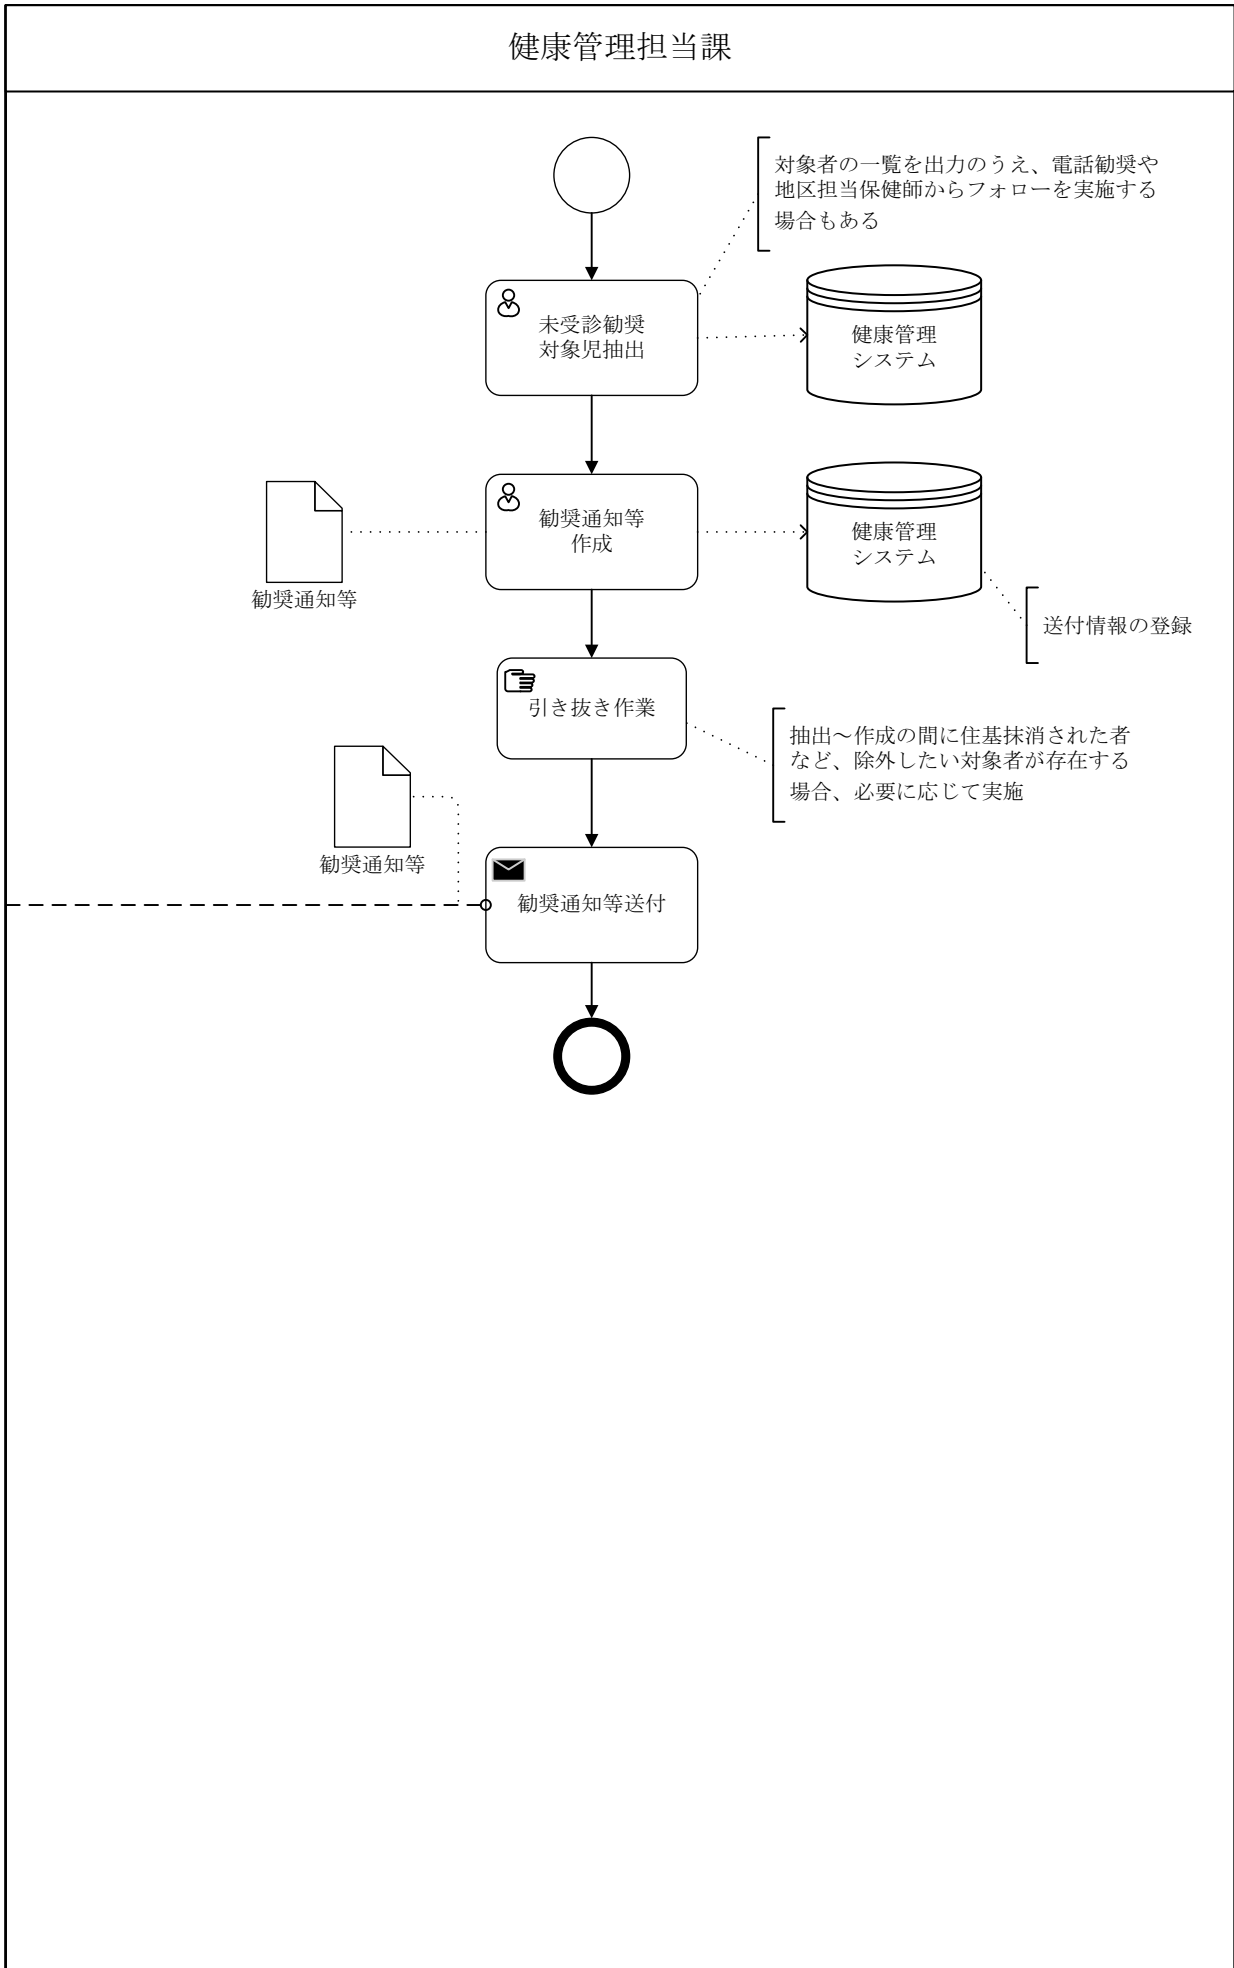 健康管理担当課
対象者の一覧を出力のうえ、電話勧奨や
地区担当保健師からフォローを実施する
場合もある
未受診勧奨
対象児抽出
健康管理
システム
勧奨通知等
作成
健康管理
システム
勧奨通知等
送付情報の登録
引き抜き作業
抽出～作成の間に住基抹消された者
など、除外したい対象者が存在する
場合、必要に応じて実施
勧奨通知等
勧奨通知等送付